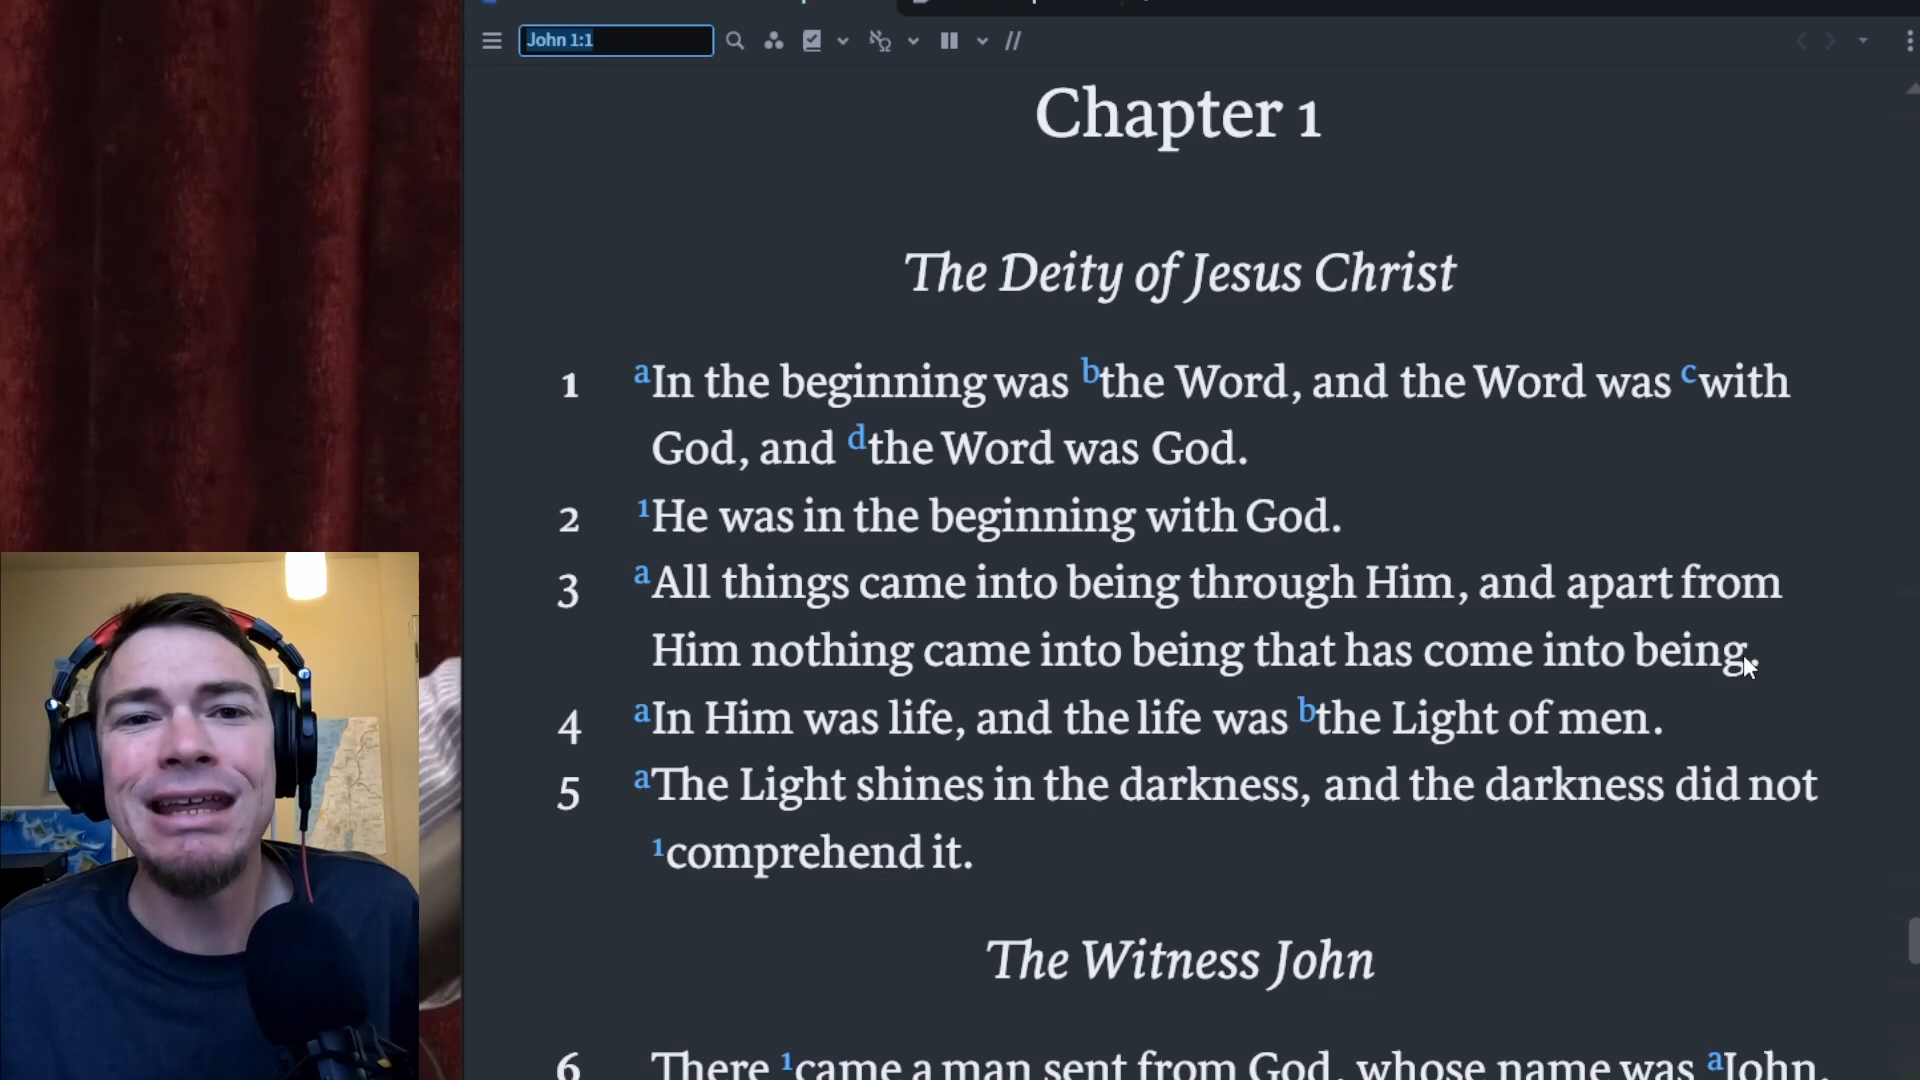 John 1:1
Chapter 1
The Deity of Jesus Christ
1 aIn the beginning was bthe Word, and the Word was cwith
God, and dthe Word was God.
2 1He was in the beginning with God.
3 aAll things came into being through Him, and apart from
Him nothing came into being that has come into being.
4 aIn Him was life, and the life was bthe Light of men.
5 aThe Light shines in the darkness, and the darkness did not
1comprehend it.
The Witness John
6 There 1came a man sent from God, whose name was aJohn.